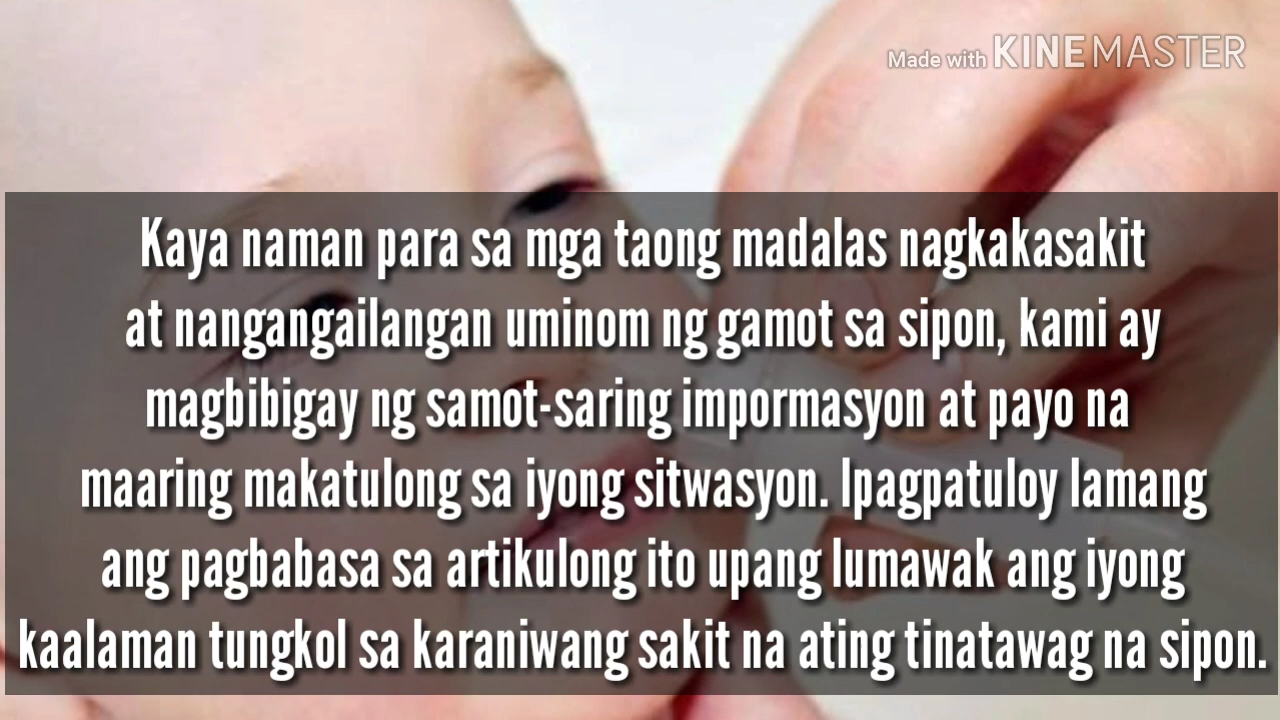 Made with KINEMASTER
Kaya naman para sa mga taong madalas nagkakasakit
at nangangailangan uminom ng gamot sa sipon, kami ay
magbibigay ng samot-saring impormasyon at payo na
maaring makatulong sa iyong sitwasyon. Ipagpatuloy lamang
ang pagbabasa sa artikulong ito upang lumawak ang iyong
kaalaman tungkol sa karaniwang sakit na ating tinatawag na sipon.